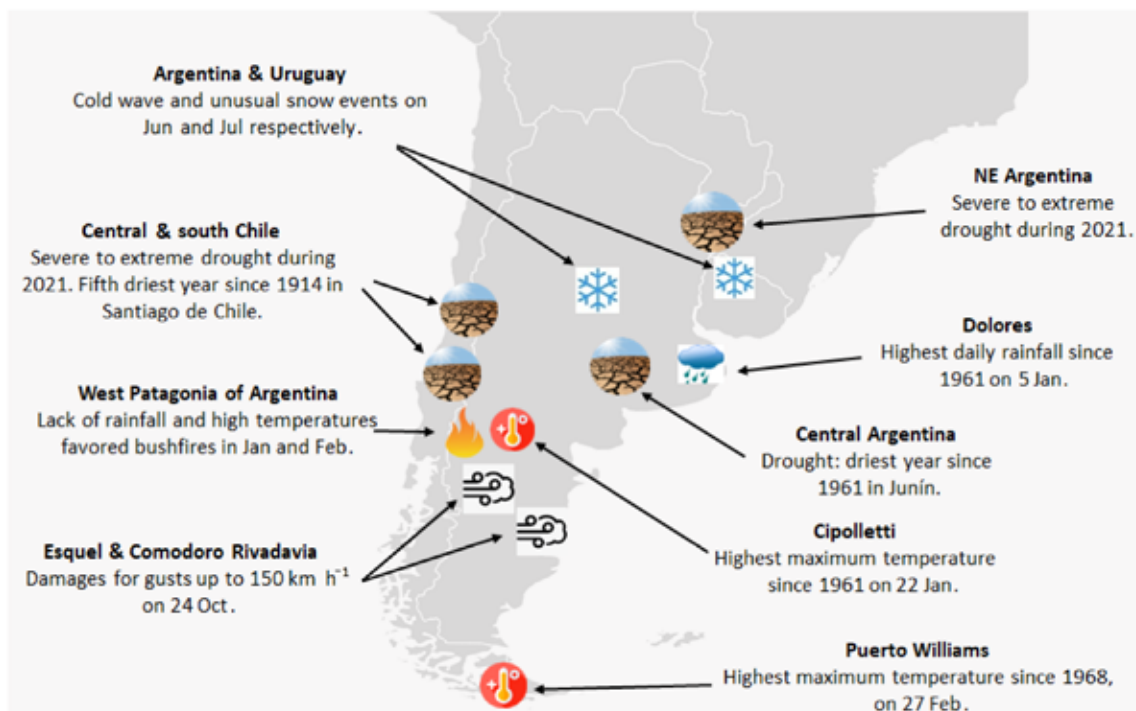 Argentina & Uruguay
Cold wave and unusual snow events on
Jun and Jul respectively.
NE Argentina
Severe to extreme
drought during 2021.
Central & south Chile
Severe to extreme drought during
2021. Fifth driest year since 1914 in
Santiago de Chile.
Dolores
Highest daily rainfall since
1961 on 5 Jan.
West Patagonia of Argentina
Lack of rainfall and high temperatures
favored bushfires in Jan and Feb.
Central Argentina
Drought: driest year since
1961 in Junín.
Esquel & Comodoro Rivadavia
Damages for gusts up to 150 km h⁻¹
on 24 Oct.
Cipolletti
Highest maximum temperature
since 1961 on 22 Jan.
Puerto Williams
Highest maximum temperature since 1968,
on 27 Feb.